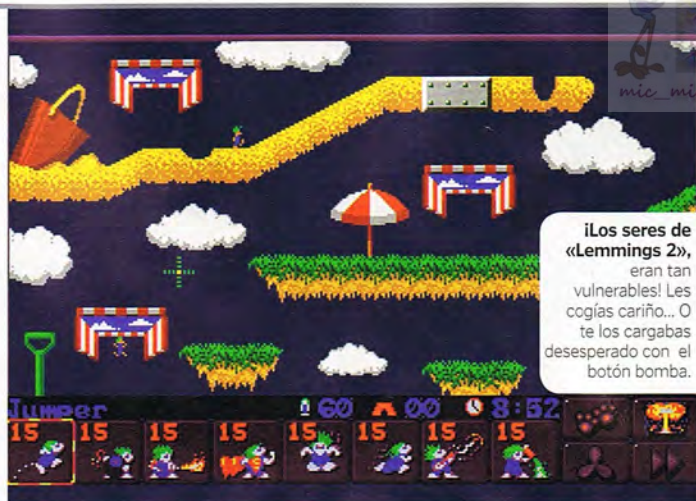 mic_mi
¡Los seres de
«Lemmings 2»,
eran tan
vulnerables! Les
cogías cariño... O
te los cargabas
desesperado con el
botón bomba.
Jumper
60 00 8:52
15 15 15 15 15 15 15 15